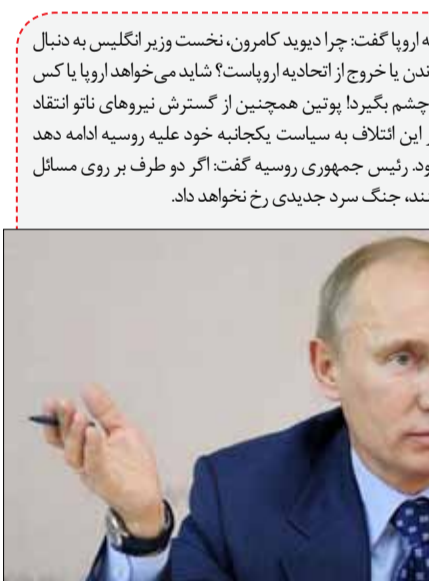 ه اروپا گفت: چرا دیوید کامرون، نخست وزیر انگلیس به دنبال
ندن یا خروج از اتحادیه اروپاست؟ شاید می‌خواهد اروپا یا کس
چشم بگیرد! پوتین همچنین از گسترش نیروهای ناتو انتقاد
ر این ائتلاف به سیاست یکجانبه خود علیه روسیه ادامه دهد
ود. رئیس جمهوری روسیه گفت: اگر دو طرف بر روی مسائل
نند، جنگ سرد جدیدی رخ نخواهد داد.